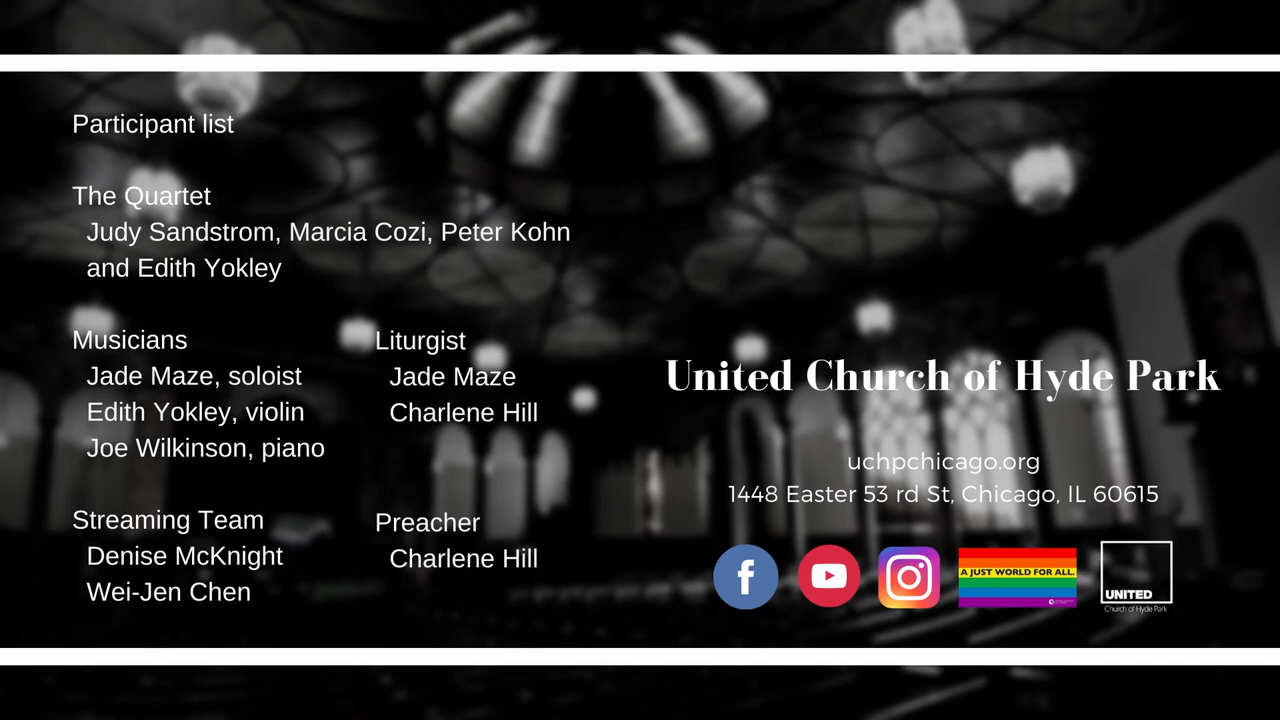 Participant list
The Quartet
Judy Sandstrom, Marcia Cozi, Peter Kohn
and Edith Yokley
Musicians
Jade Maze, soloist
Edith Yokley, violin
Joe Wilkinson, piano
Liturgist
Jade Maze
Charlene Hill
Streaming Team
Denise McKnight
Wei-Jen Chen
Preacher
Charlene Hill
United Church of Hyde Park
uchpchicago.org
1448 Easter 53 rd St, Chicago, IL 60615
A JUST WORLD FOR ALL.
UNITED
Church of Hyde Park